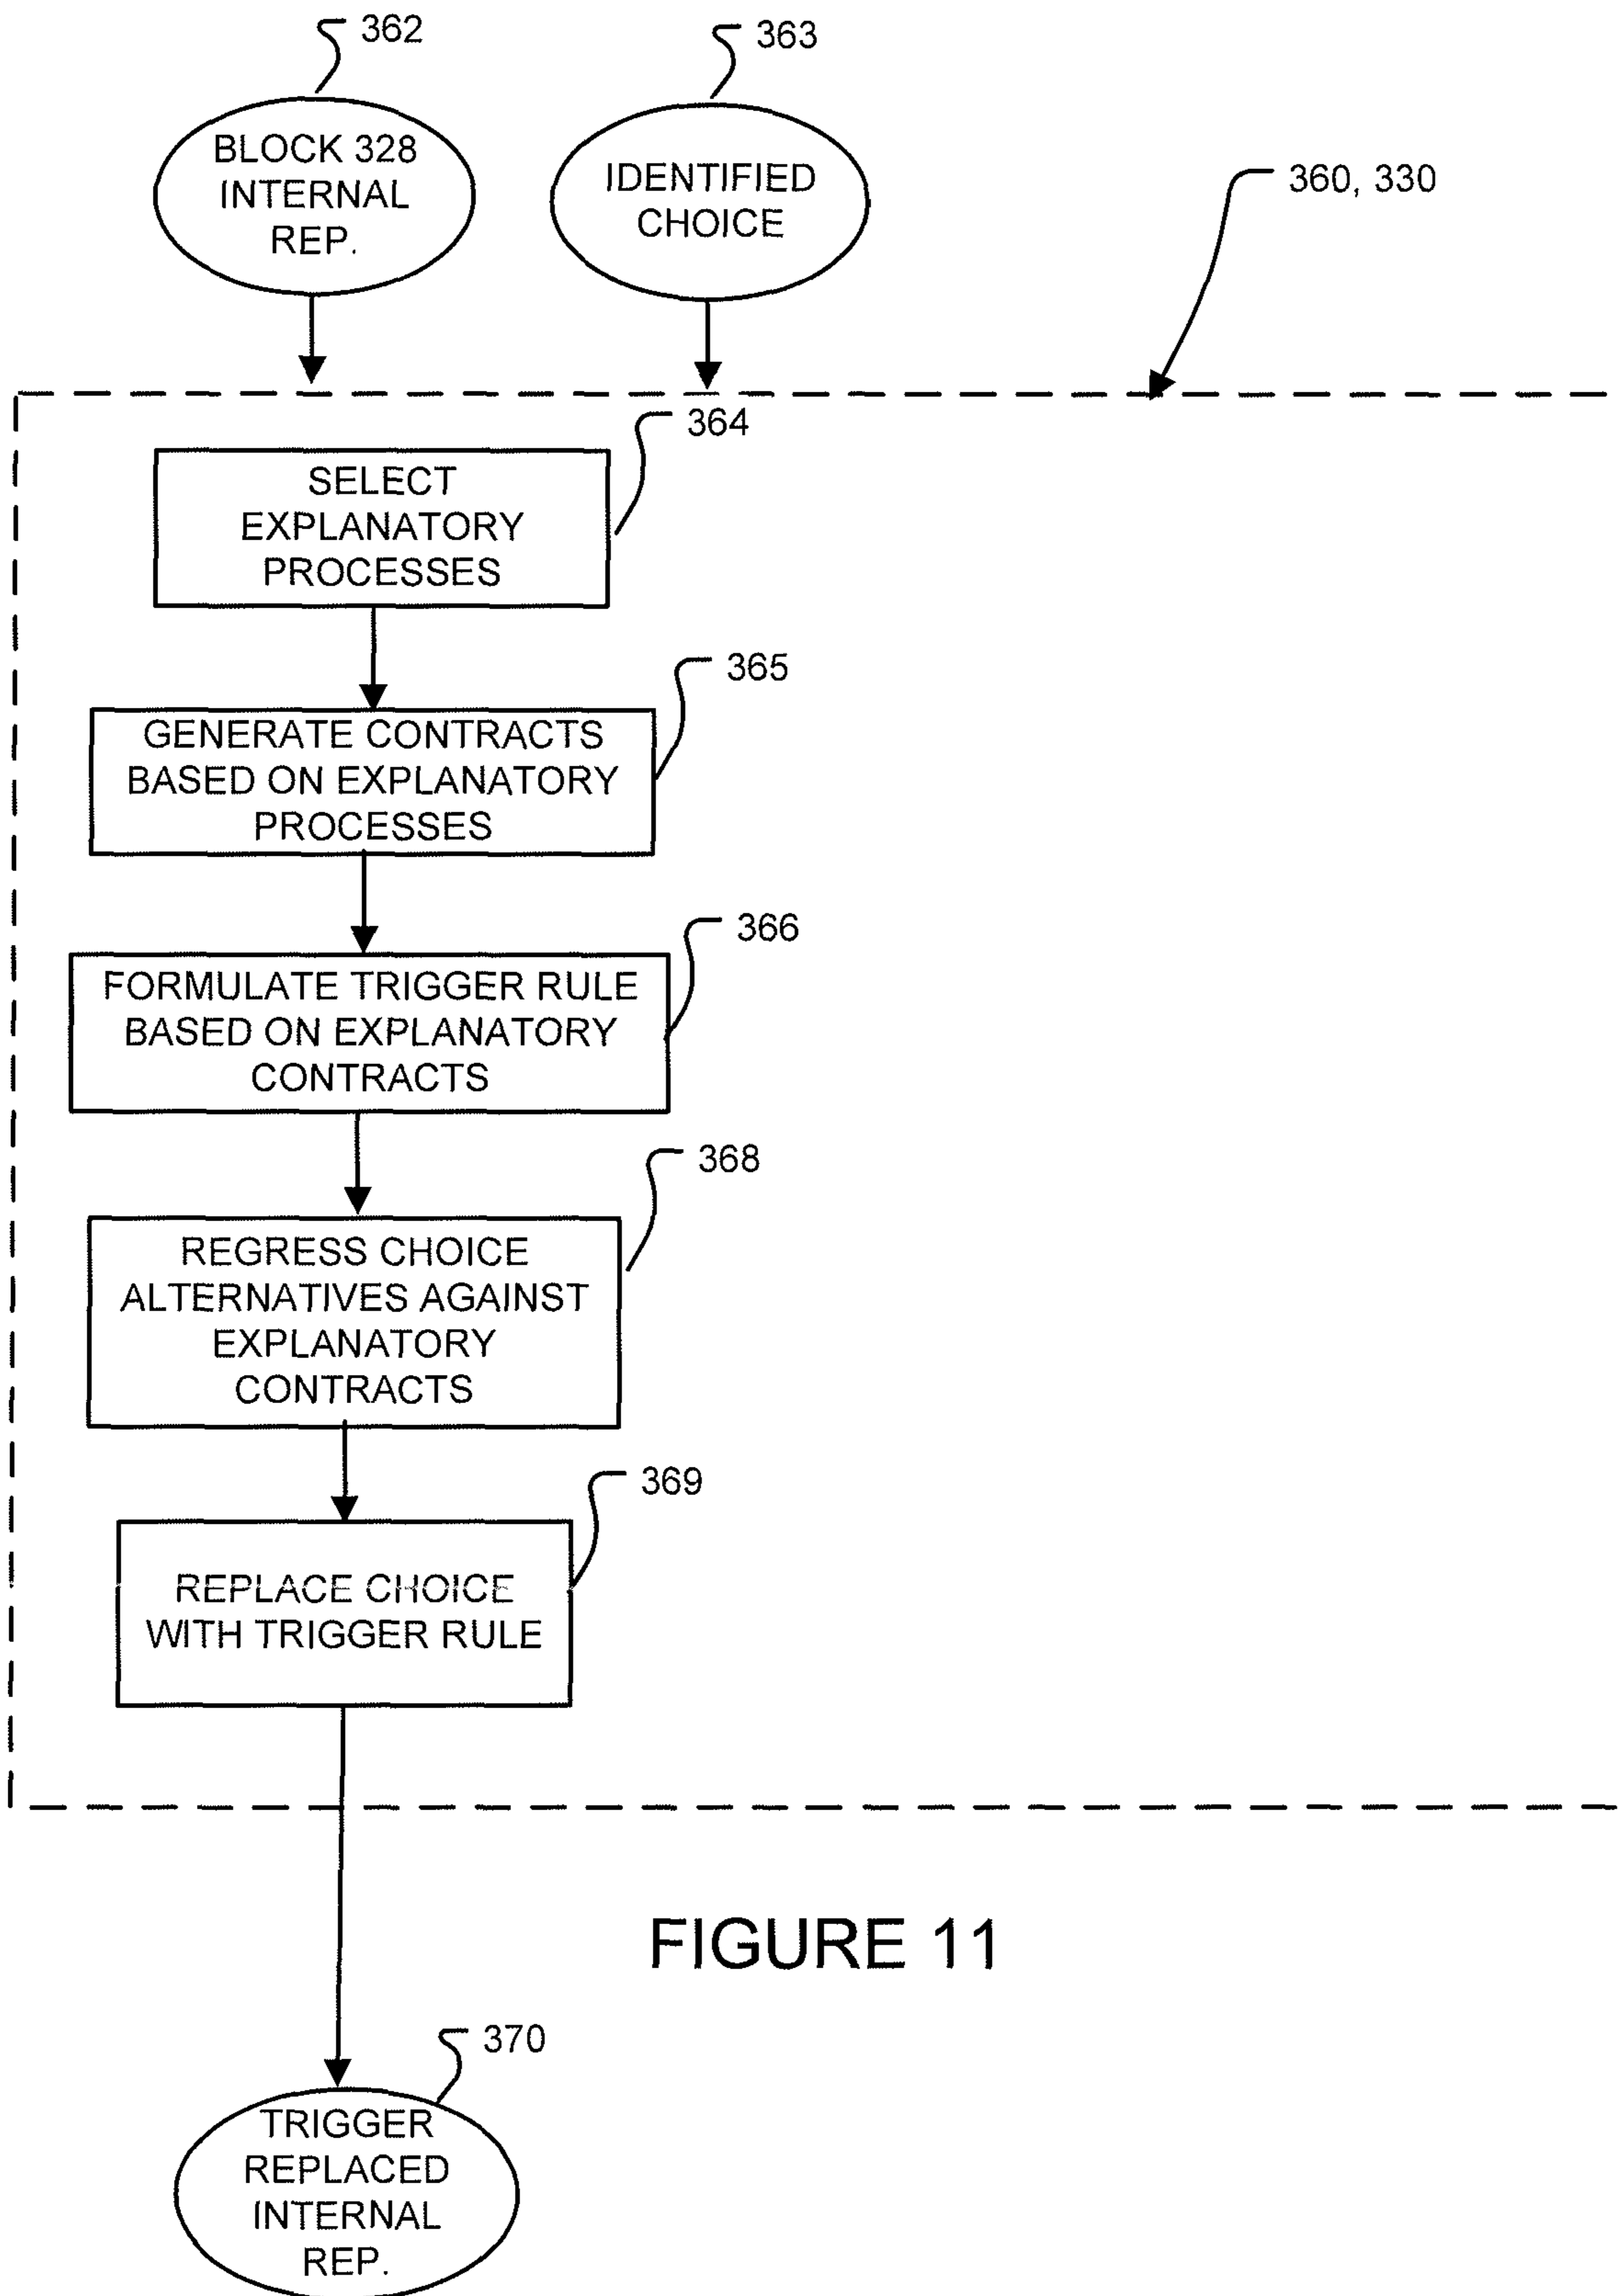 362
363
BLOCK 328
INTERNAL
REP.
IDENTIFIED
CHOICE
360, 330
364
SELECT
EXPLANATORY
PROCESSES
365
GENERATE CONTRACTS
BASED ON EXPLANATORY
PROCESSES
366
FORMULATE TRIGGER RULE
BASED ON EXPLANATORY
CONTRACTS
368
REGRESS CHOICE
ALTERNATIVES AGAINST
EXPLANATORY
CONTRACTS
369
REPLACE CHOICE
WITH TRIGGER RULE
FIGURE 11
370
TRIGGER
REPLACED
INTERNAL
REP.